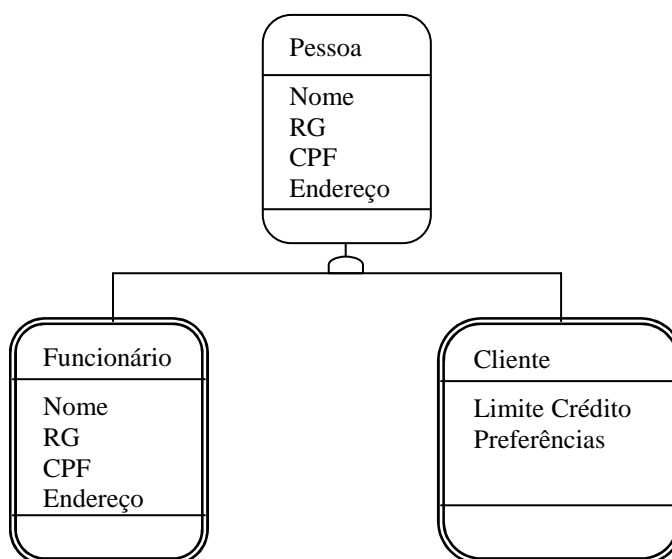 Pessoa
Nome
RG
CPF
Endereço
Funcionário
Nome
RG
CPF
Endereço
Cliente
Limite Crédito
Preferências